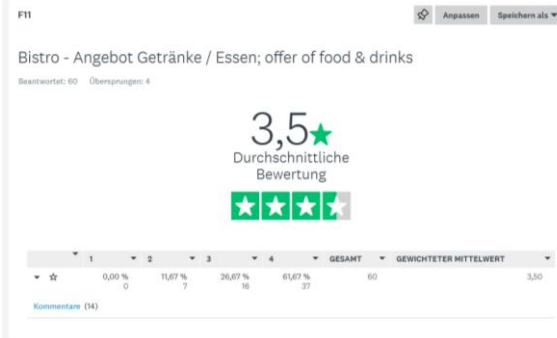 F11
Anpassen Speichern als
Bistro - Angebot Getränke / Essen; offer of food & drinks
Beantwortet: 60 Übersprungen: 4
3,5
Durchschnittliche
Bewertung
1 2 3 4 GESAMT GEWICHTETER MITTELWERT
0,00 % 11,67 % 26,67 % 61,67 % 60 3,50
0 7 16 37
Kommentare (14)